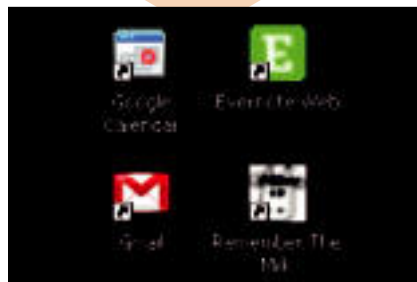 Google
Calendar
E
Evernote Web
Gmail
Remember The
Milk